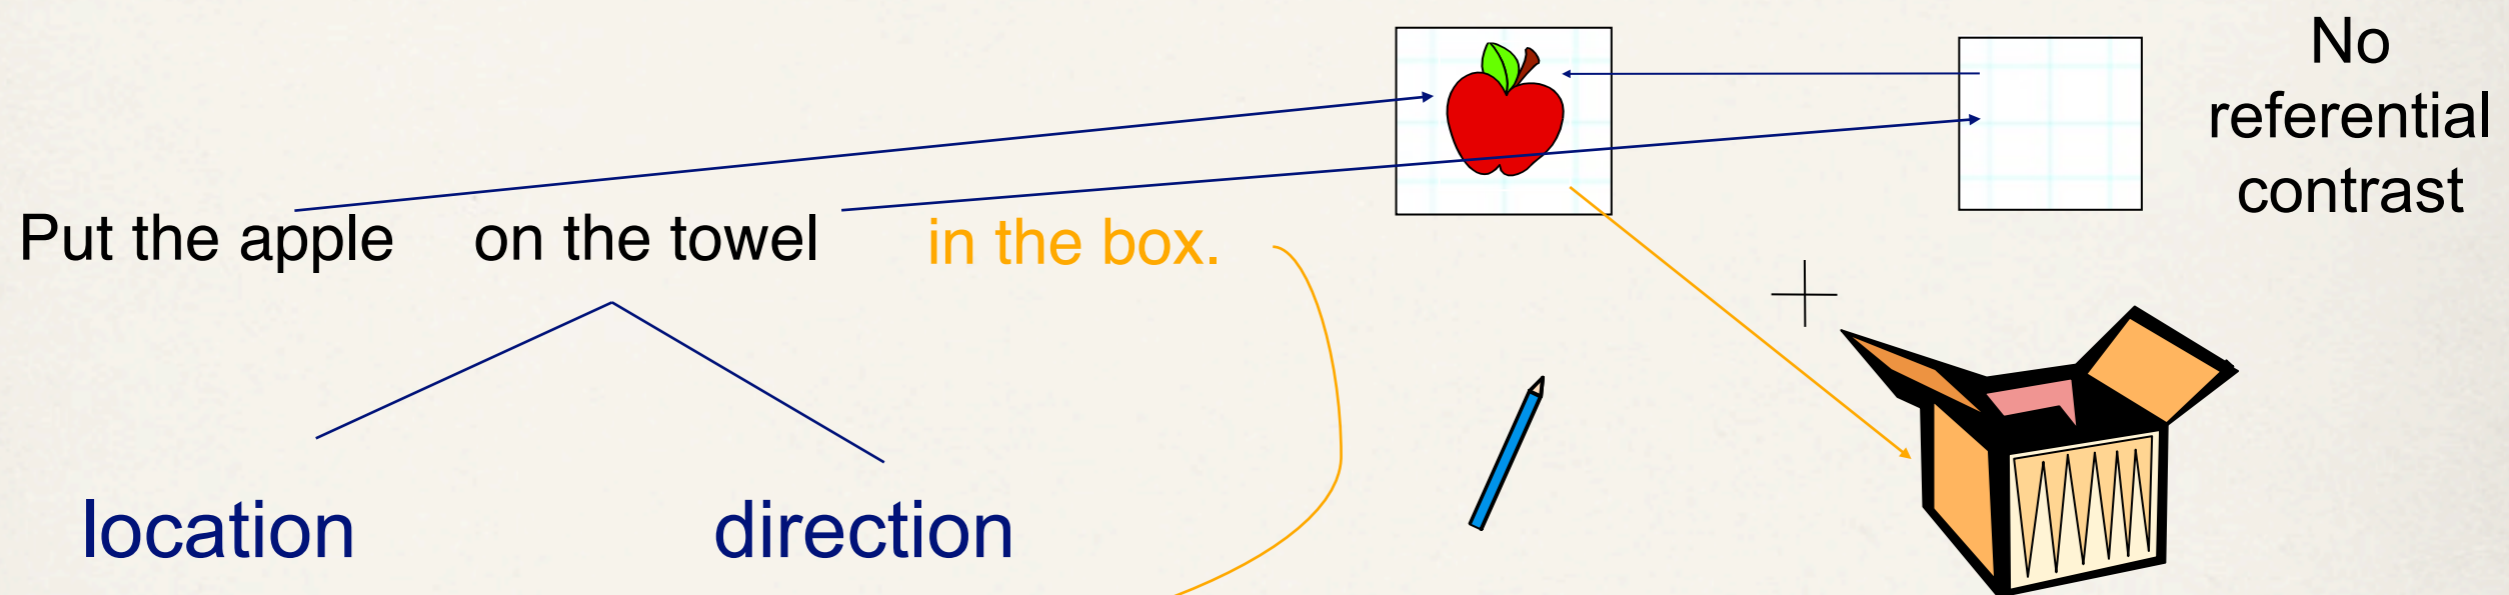 No
referential
contrast
Put the apple on the towel in the box.
location direction